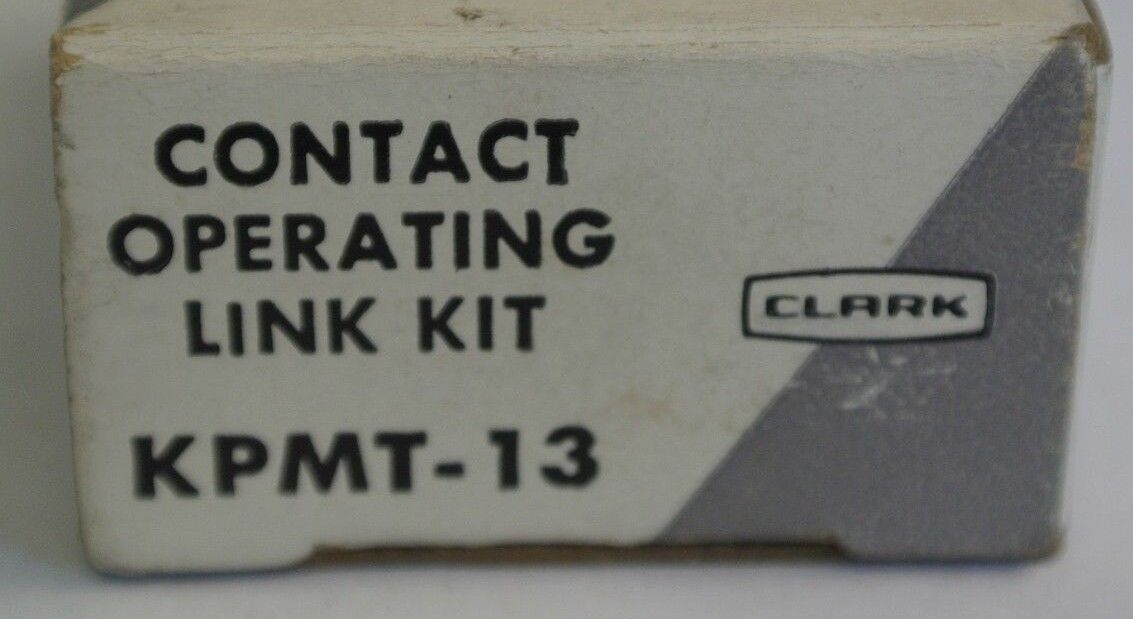 CONTACT
OPERATING
LINK KIT
CLARK
KPMT-13